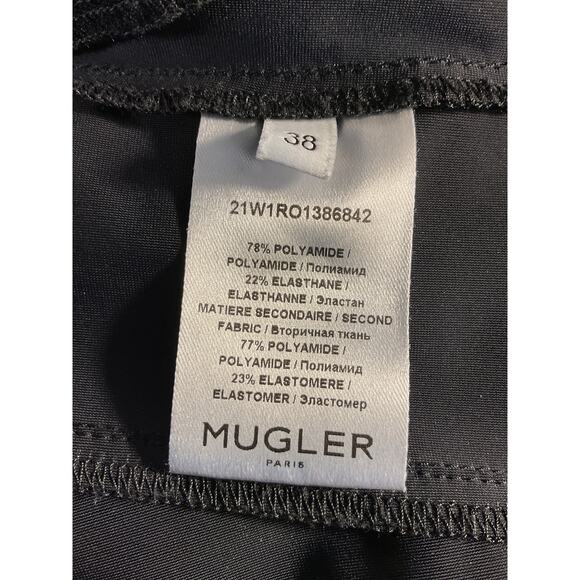 38
21W1RO1386842
78% POLYAMIDE /
POLYAMIDE / Полиамид
22% ELASTHANE /
ELASTHANNE / Эластан
MATIERE SECONDAIRE / SECOND
FABRIC / Вторичная ткань
77% POLYAMIDE /
POLYAMIDE / Полиамид
23% ELASTOMERE /
ELASTOMER / Эластомер
MUGLER
PARIS